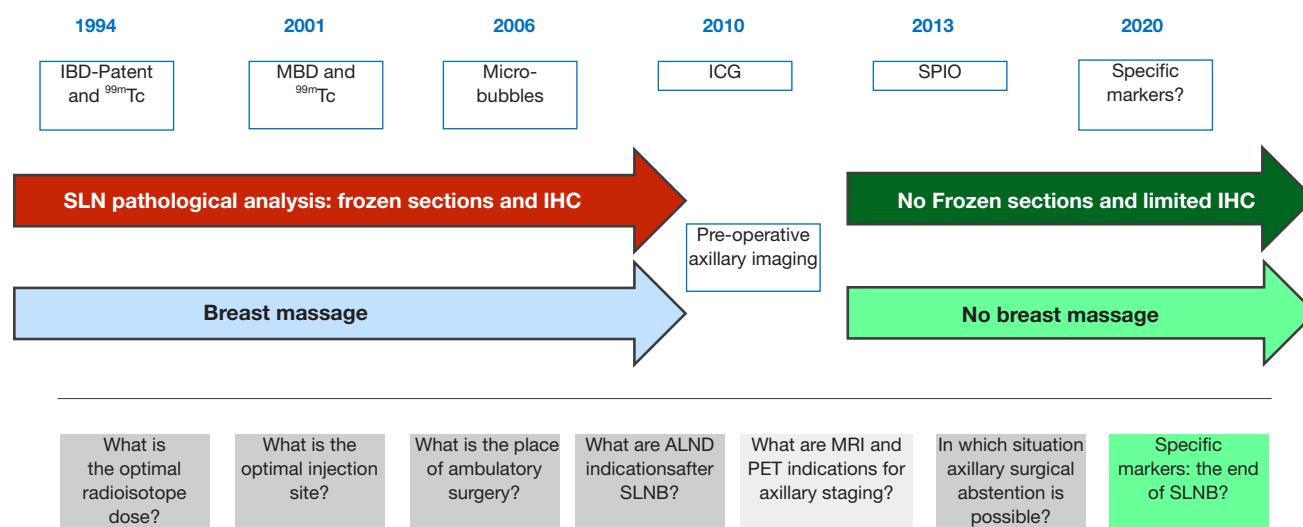 1994
2001
2006
2010
2013
2020
IBD-Patent
and 99mTc
MBD and
99mTc
Micro-
bubbles
ICG
SPIO
Specific
markers?
SLN pathological analysis: frozen sections and IHC
No Frozen sections and limited IHC
Pre-operative
axillary imaging
Breast massage
No breast massage
What is
the optimal
radioisotope
dose?
What is the
optimal injection
site?
What is the place
of ambulatory
surgery?
What are ALND
indicationsafter
SLNB?
What are MRI and
PET indications for
axillary staging?
In which situation
axillary surgical
abstention is
possible?
Specific
markers: the end
of SLNB?